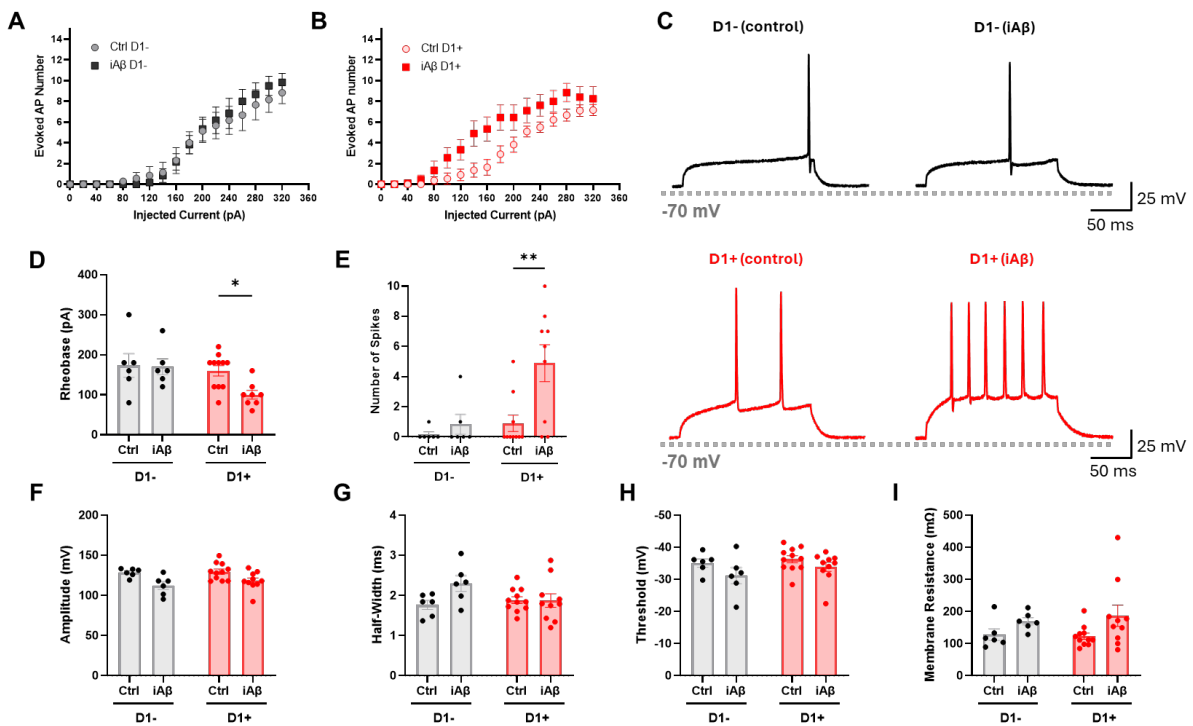 A
Ctrl D1-
iAβ D1-
Evoked AP Number
10
8
6
4
2
0
0 40 80 120 160 200 240 280 320 360
Injected Current (pA)
B
Ctrl D1+
iAβ D1+
Evoked AP number
10
8
6
4
2
0
0 40 80 120 160 200 240 280 320 360
Injected current (pA)
C
D1- (control)
D1- (iAβ)
-70 mV
25 mV
50 ms
D1+ (control)
D1+ (iAβ)
-70 mV
25 mV
50 ms
D
Rheobase (pA)
400
300
200
100
0
*
Ctrl iAβ Ctrl iAβ
D1- D1+
E
Number of Spikes
10
8
6
4
2
0
**
Ctrl iAβ Ctrl iAβ
D1- D1+
F
Amplitude (mV)
200
150
100
50
0
Ctrl iAβ Ctrl iAβ
D1- D1+
G
Half-Width (ms)
4
3
2
1
0
Ctrl iAβ Ctrl iAβ
D1- D1+
H
Threshold (mV)
-50
-40
-30
-20
-10
0
Ctrl iAβ Ctrl iAβ
D1- D1+
I
Membrane Resistance (mΩ)
500
400
300
200
100
0
Ctrl iAβ Ctrl iAβ
D1- D1+